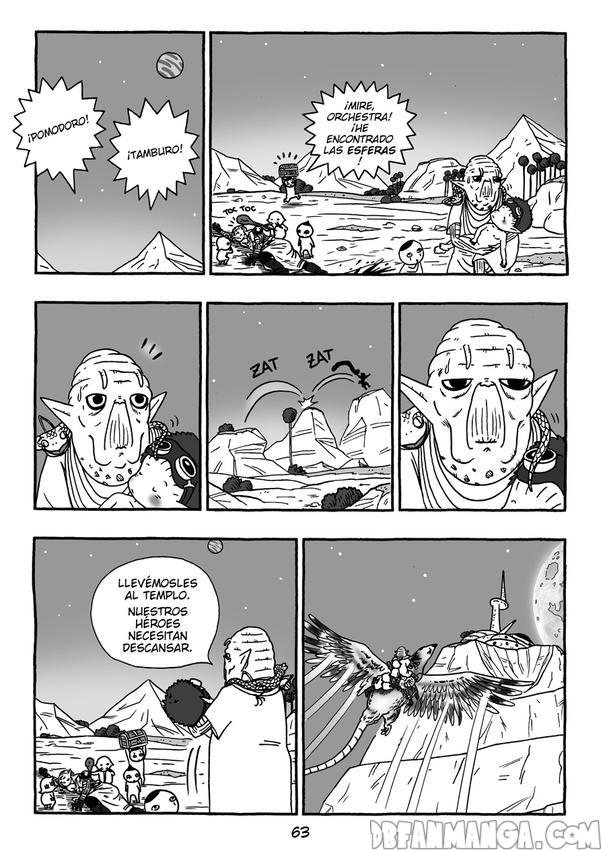 ¡POMODORO!
¡TAMBURO!
¡MIRE,
ORCHESTRA!
¡HE
ENCONTRADO
LAS ESFERAS
!
TOC TOC
ZAT
ZAT
LLEVÉMOSLES
AL TEMPLO.
NUESTROS
HÉROES
NECESITAN
DESCANSAR.
63
DBFANMANGA.COM